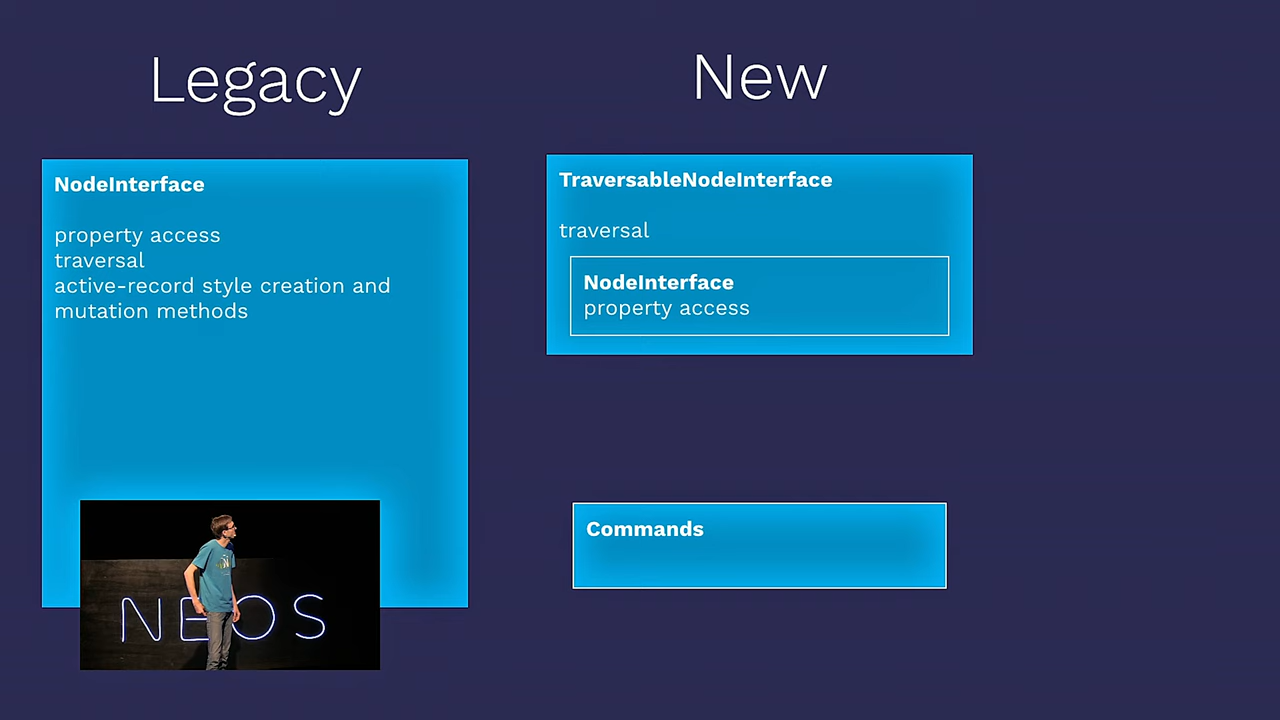 Legacy
New
NodeInterface
property access
traversal
active-record style creation and
mutation methods
TraversableNodeInterface
traversal
NodeInterface
property access
Commands
NEOS